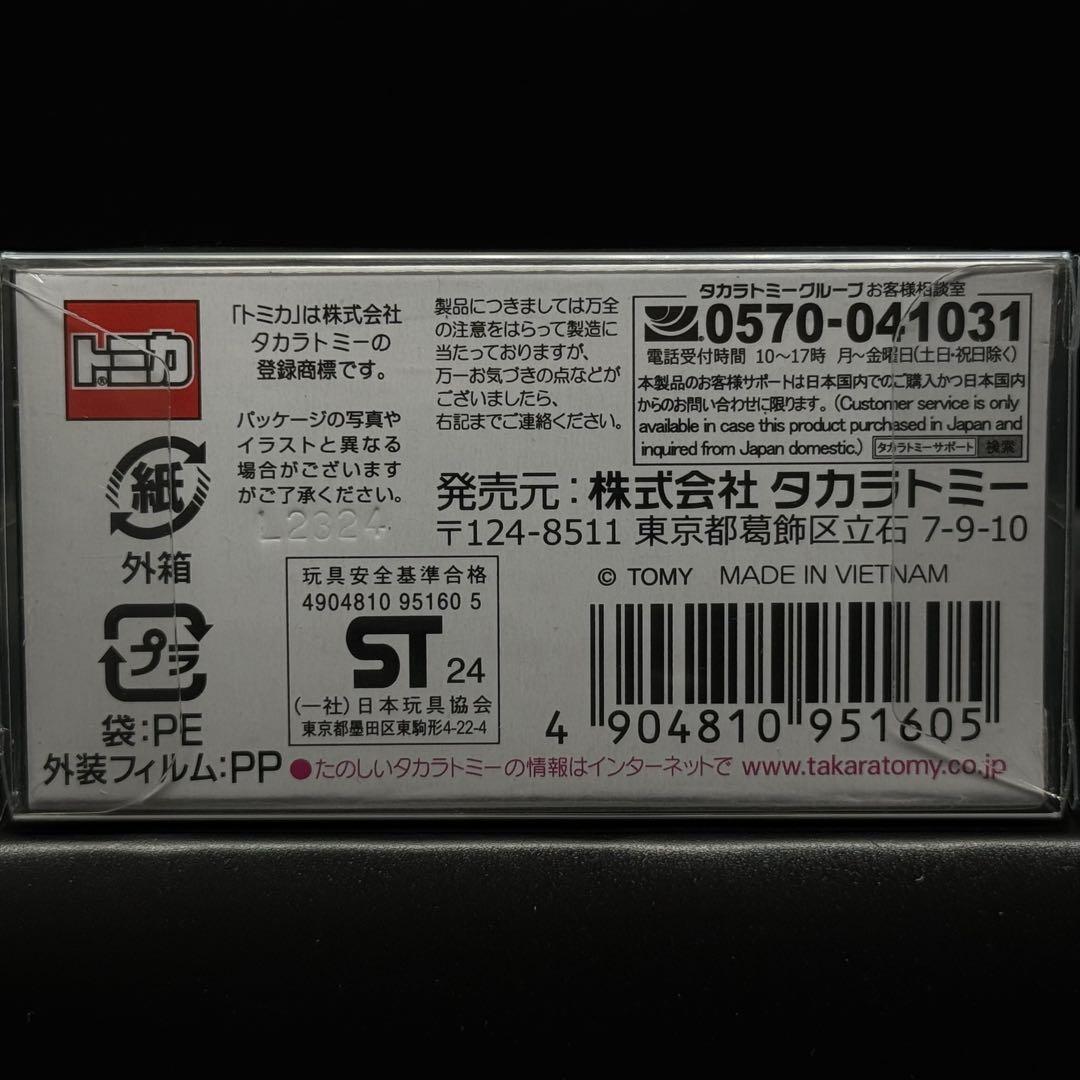 トミカ®
「トミカ」は株式会社
タカラトミーの
登録商標です。
パッケージの写真や
イラストと異なる
場合がございます
がご了承ください。
L2324
紙
外箱
プラ
袋:PE
外装フィルム:PP
製品につきましては万全
の注意をはらって製造に
当たっておりますが、
万一お気づきの点などが
ございましたら、
右記までご連絡ください。
タカラトミーグループ お客様相談室
0570-041031
電話受付時間 10〜17時 月〜金曜日(土日・祝日除く)
本製品のお客様サポートは日本国内でのご購入かつ日本国内
からのお問い合わせに限ります。(Customer service is only
available in case this product purchased in Japan and
inquired from Japan domestic.) タカラトミーサポート 検索
発売元:株式会社 タカラトミー
〒124-8511 東京都葛飾区立石 7-9-10
© TOMY MADE IN VIETNAM
玩具安全基準合格
4904810 95160 5
ST 24
(一社)日本玩具協会
東京都墨田区東駒形4-22-4
4 904810 951605
●たのしいタカラトミーの情報はインターネットで www.takaratomy.co.jp